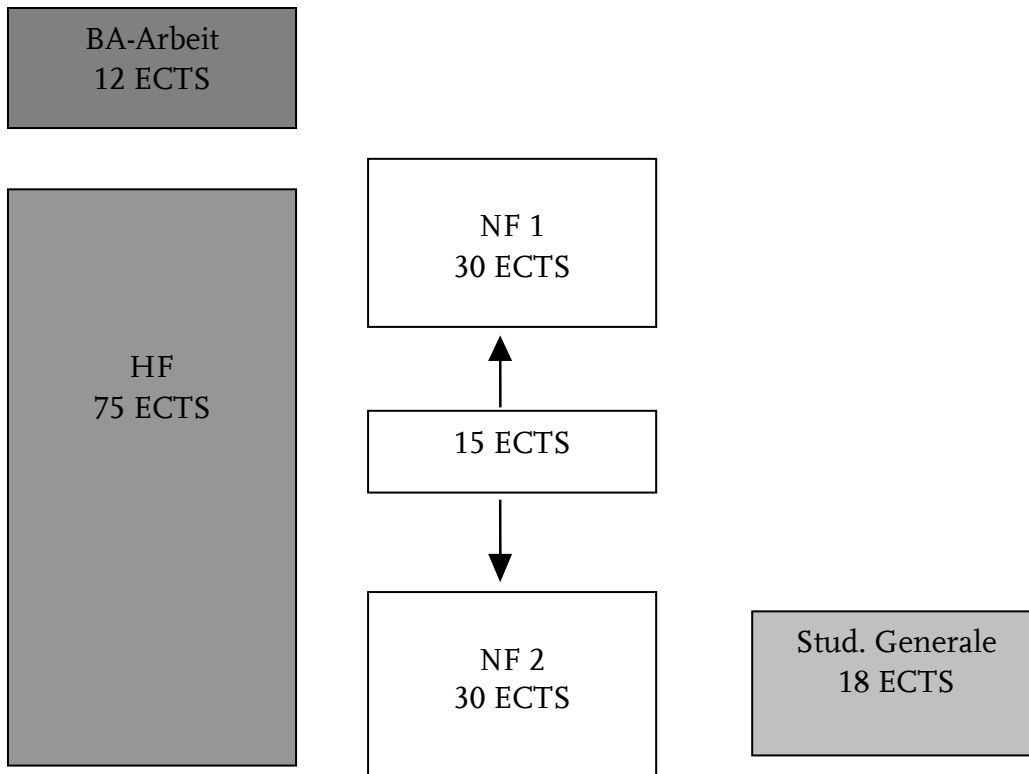 BA-Arbeit
12 ECTS
HF
75 ECTS
NF 1
30 ECTS
15 ECTS
NF 2
30 ECTS
Stud. Generale
18 ECTS